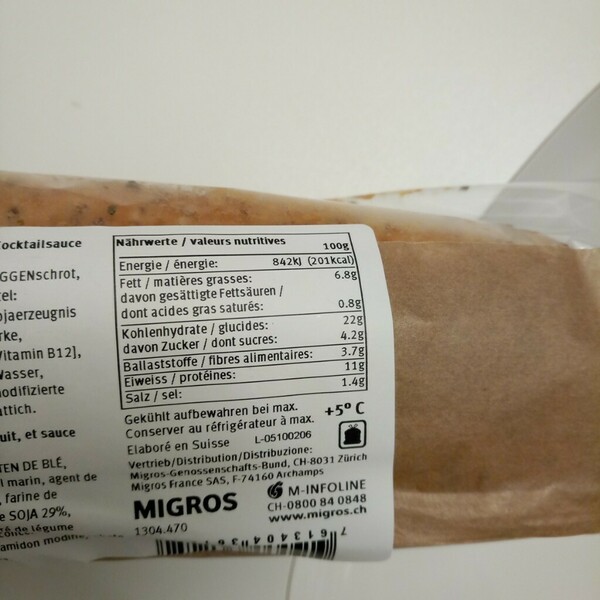 Cocktailsauce
GGENschrot,
ojaerzeugnis
Vitamin B12],
Wasser,
modifizierte
uit, et sauce
TEN DE BLÉ,
l marin, agent de
, farine de
e SOJA 29%,
de légume
amidon
Nährwerte / valeurs nutritives 100g
Energie / énergie: 842kJ (201kcal)
Fett / matières grasses: 6.8g
davon gesättigte Fettsäuren /
dont acides gras saturés: 0.8g
Kohlenhydrate / glucides: 22g
davon Zucker / dont sucres: 4.2g
Ballaststoffe / fibres alimentaires: 3.7g
Eiweiss / protéines: 11g
Salz / sel: 1.4g
Gekühlt aufbewahren bei max. +5° C
Conserver au réfrigérateur à max.
Elaboré en Suisse L-05100206
Vertrieb/Distribution/Distribuzione:
Migros-Genossenschafts-Bund, CH-8031 Zürich
Migros France SAS, F-74160 Archamps
MIGROS
M-INFOLINE
CH-0800 84 0848
www.migros.ch
1304.470